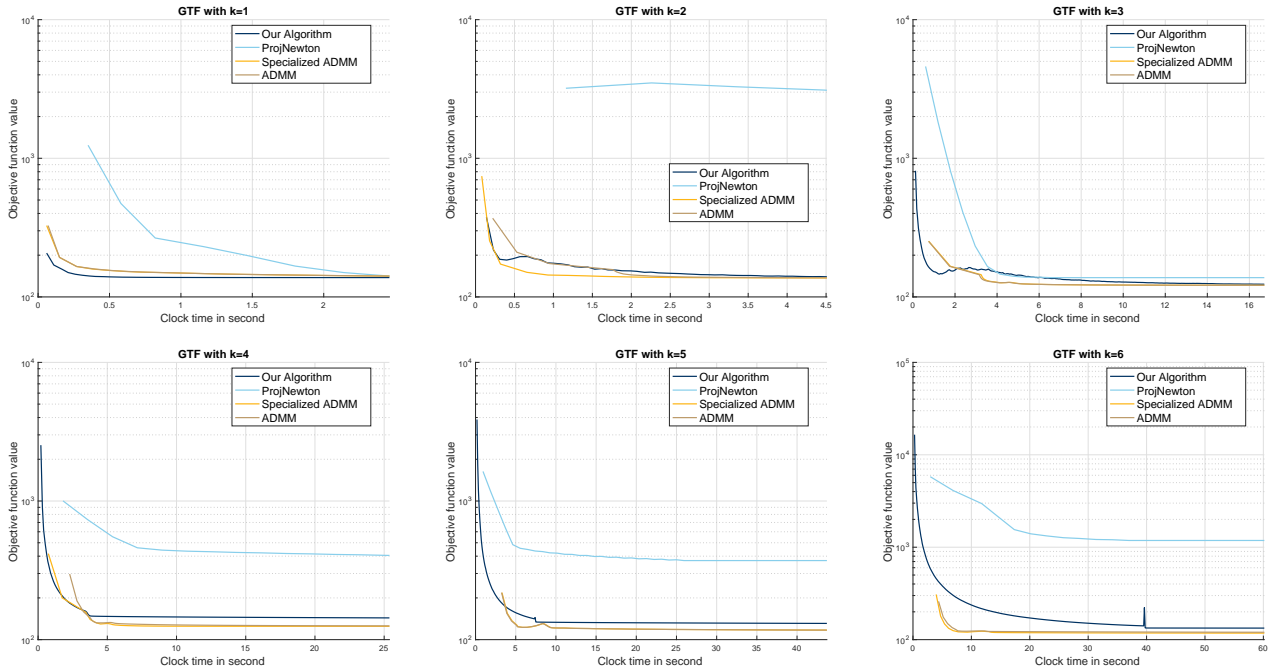 GTF with k=1
Our Algorithm
ProjNewton
Specialized ADMM
ADMM
10^4
10^3
10^2
Objective function value
0 0.5 1 1.5 2
Clock time in second
GTF with k=2
Our Algorithm
ProjNewton
Specialized ADMM
ADMM
10^4
10^3
10^2
Objective function value
0 0.5 1 1.5 2 2.5 3 3.5 4 4.5
Clock time in second
GTF with k=3
Our Algorithm
ProjNewton
Specialized ADMM
ADMM
10^4
10^3
10^2
Objective function value
0 2 4 6 8 10 12 14 16
Clock time in second
GTF with k=4
Our Algorithm
ProjNewton
Specialized ADMM
ADMM
10^4
10^3
10^2
Objective function value
0 5 10 15 20 25
Clock time in second
GTF with k=5
Our Algorithm
ProjNewton
Specialized ADMM
ADMM
10^4
10^3
10^2
Objective function value
0 5 10 15 20 25 30 35 40
Clock time in second
GTF with k=6
Our Algorithm
ProjNewton
Specialized ADMM
ADMM
10^5
10^4
10^3
10^2
Objective function value
0 10 20 30 40 50 60
Clock time in second